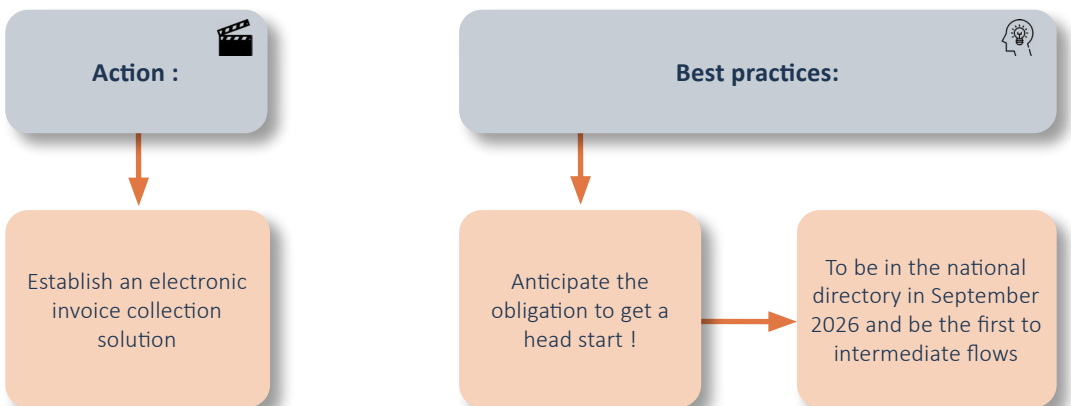 Action :
Best practices:
Establish an electronic
invoice collection
solution
Anticipate the
obligation to get a
head start !
To be in the national
directory in September
2026 and be the first to
intermediate flows